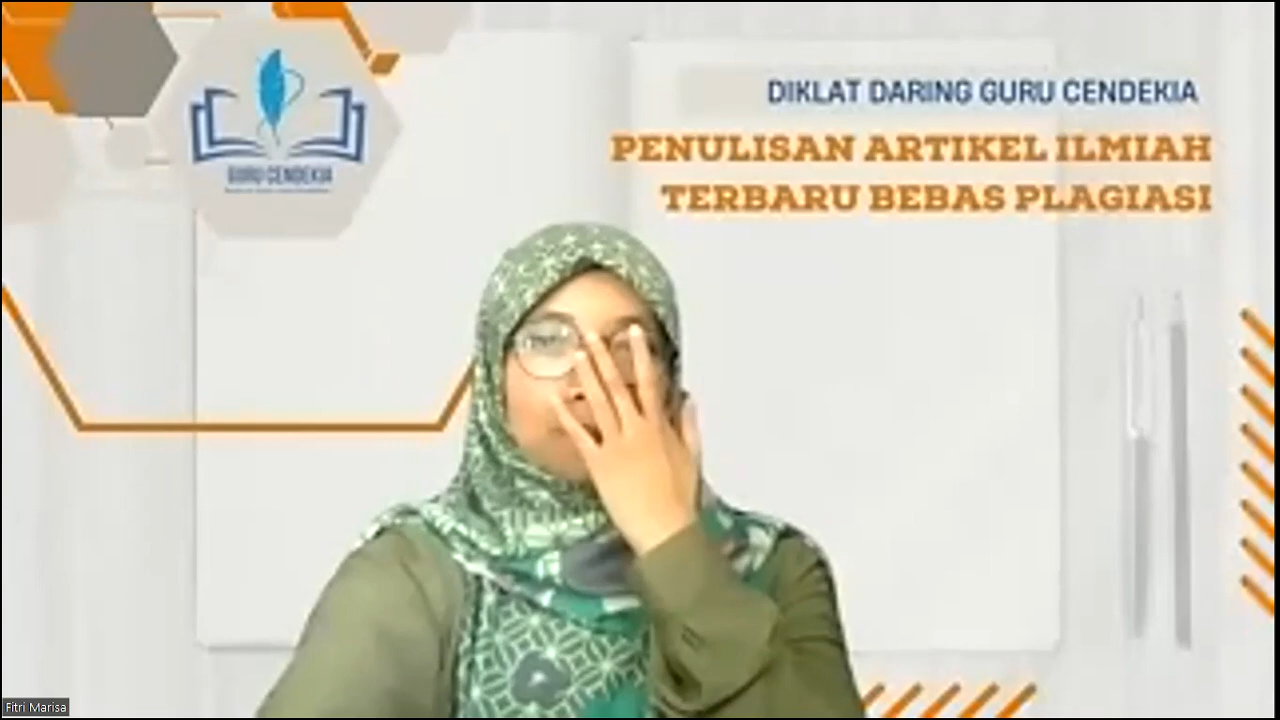 DIKLAT DARING GURU CENDEKIA
PENULISAN ARTIKEL ILMIAH
TERBARU BEBAS PLAGIASI
GURU CENDEKIA
Fitri Marisa